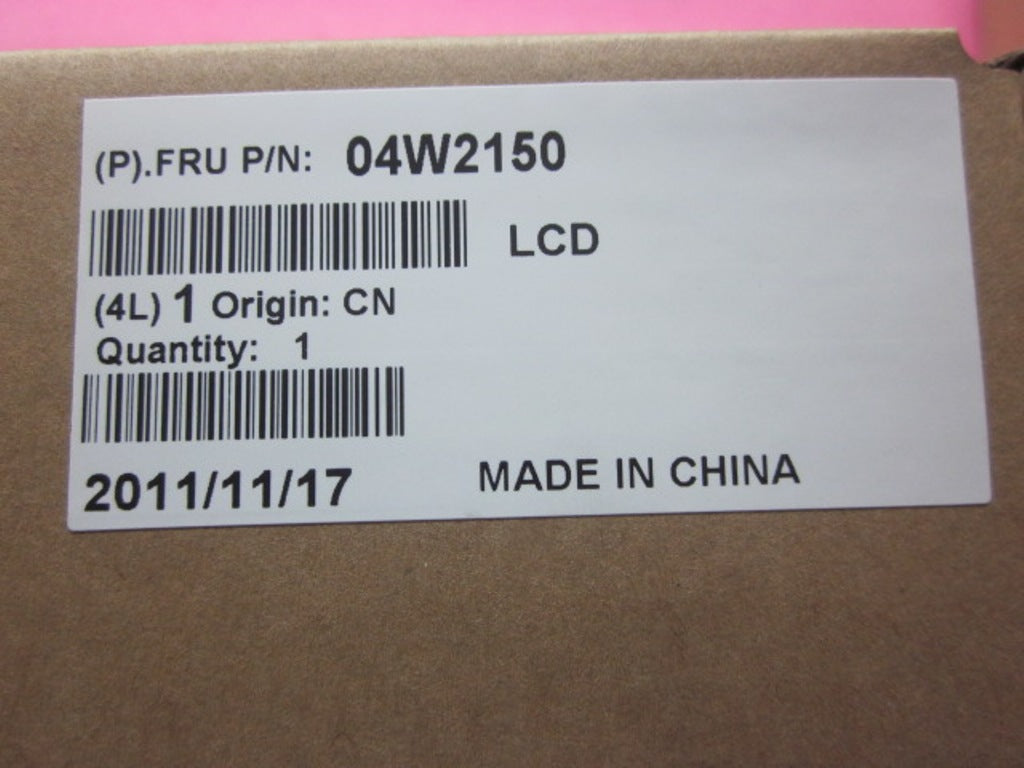 (P).FRU P/N: 04W2150
LCD
(4L) 1 Origin: CN
Quantity: 1
2011/11/17
MADE IN CHINA